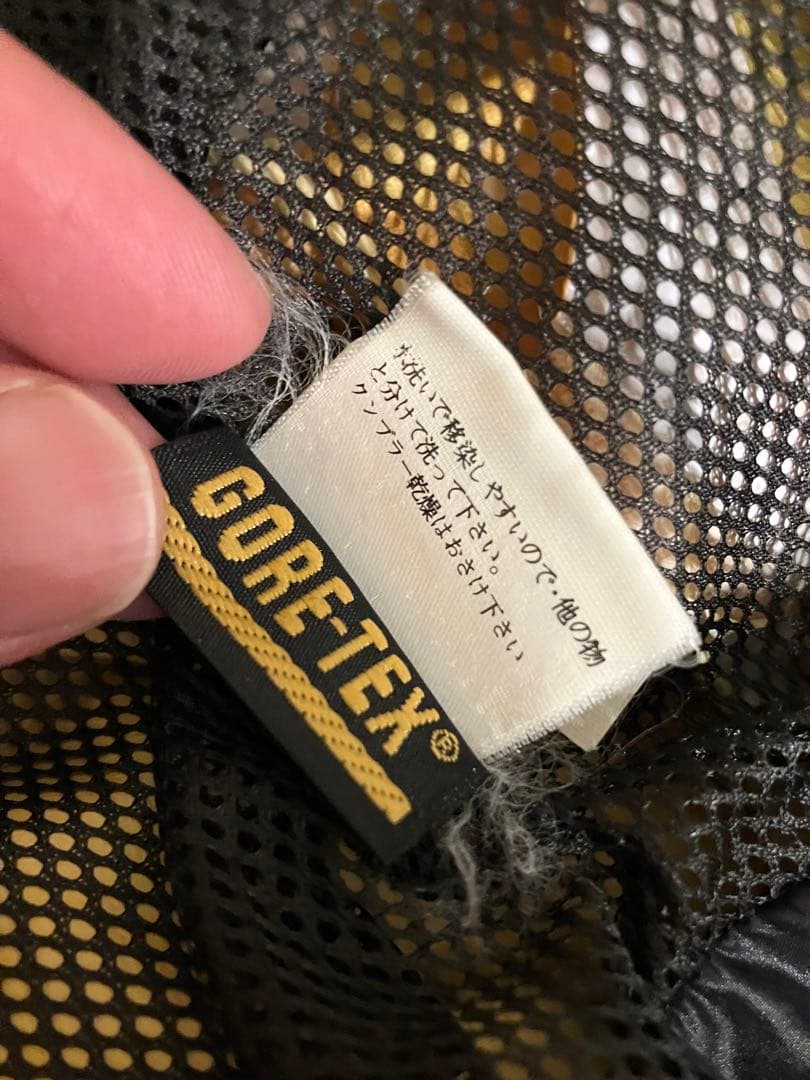 水洗いで移染しやすいので・他の物
と分けて洗って下さい。
タンブラー乾燥はおさけ下さい
GORE-TEX®